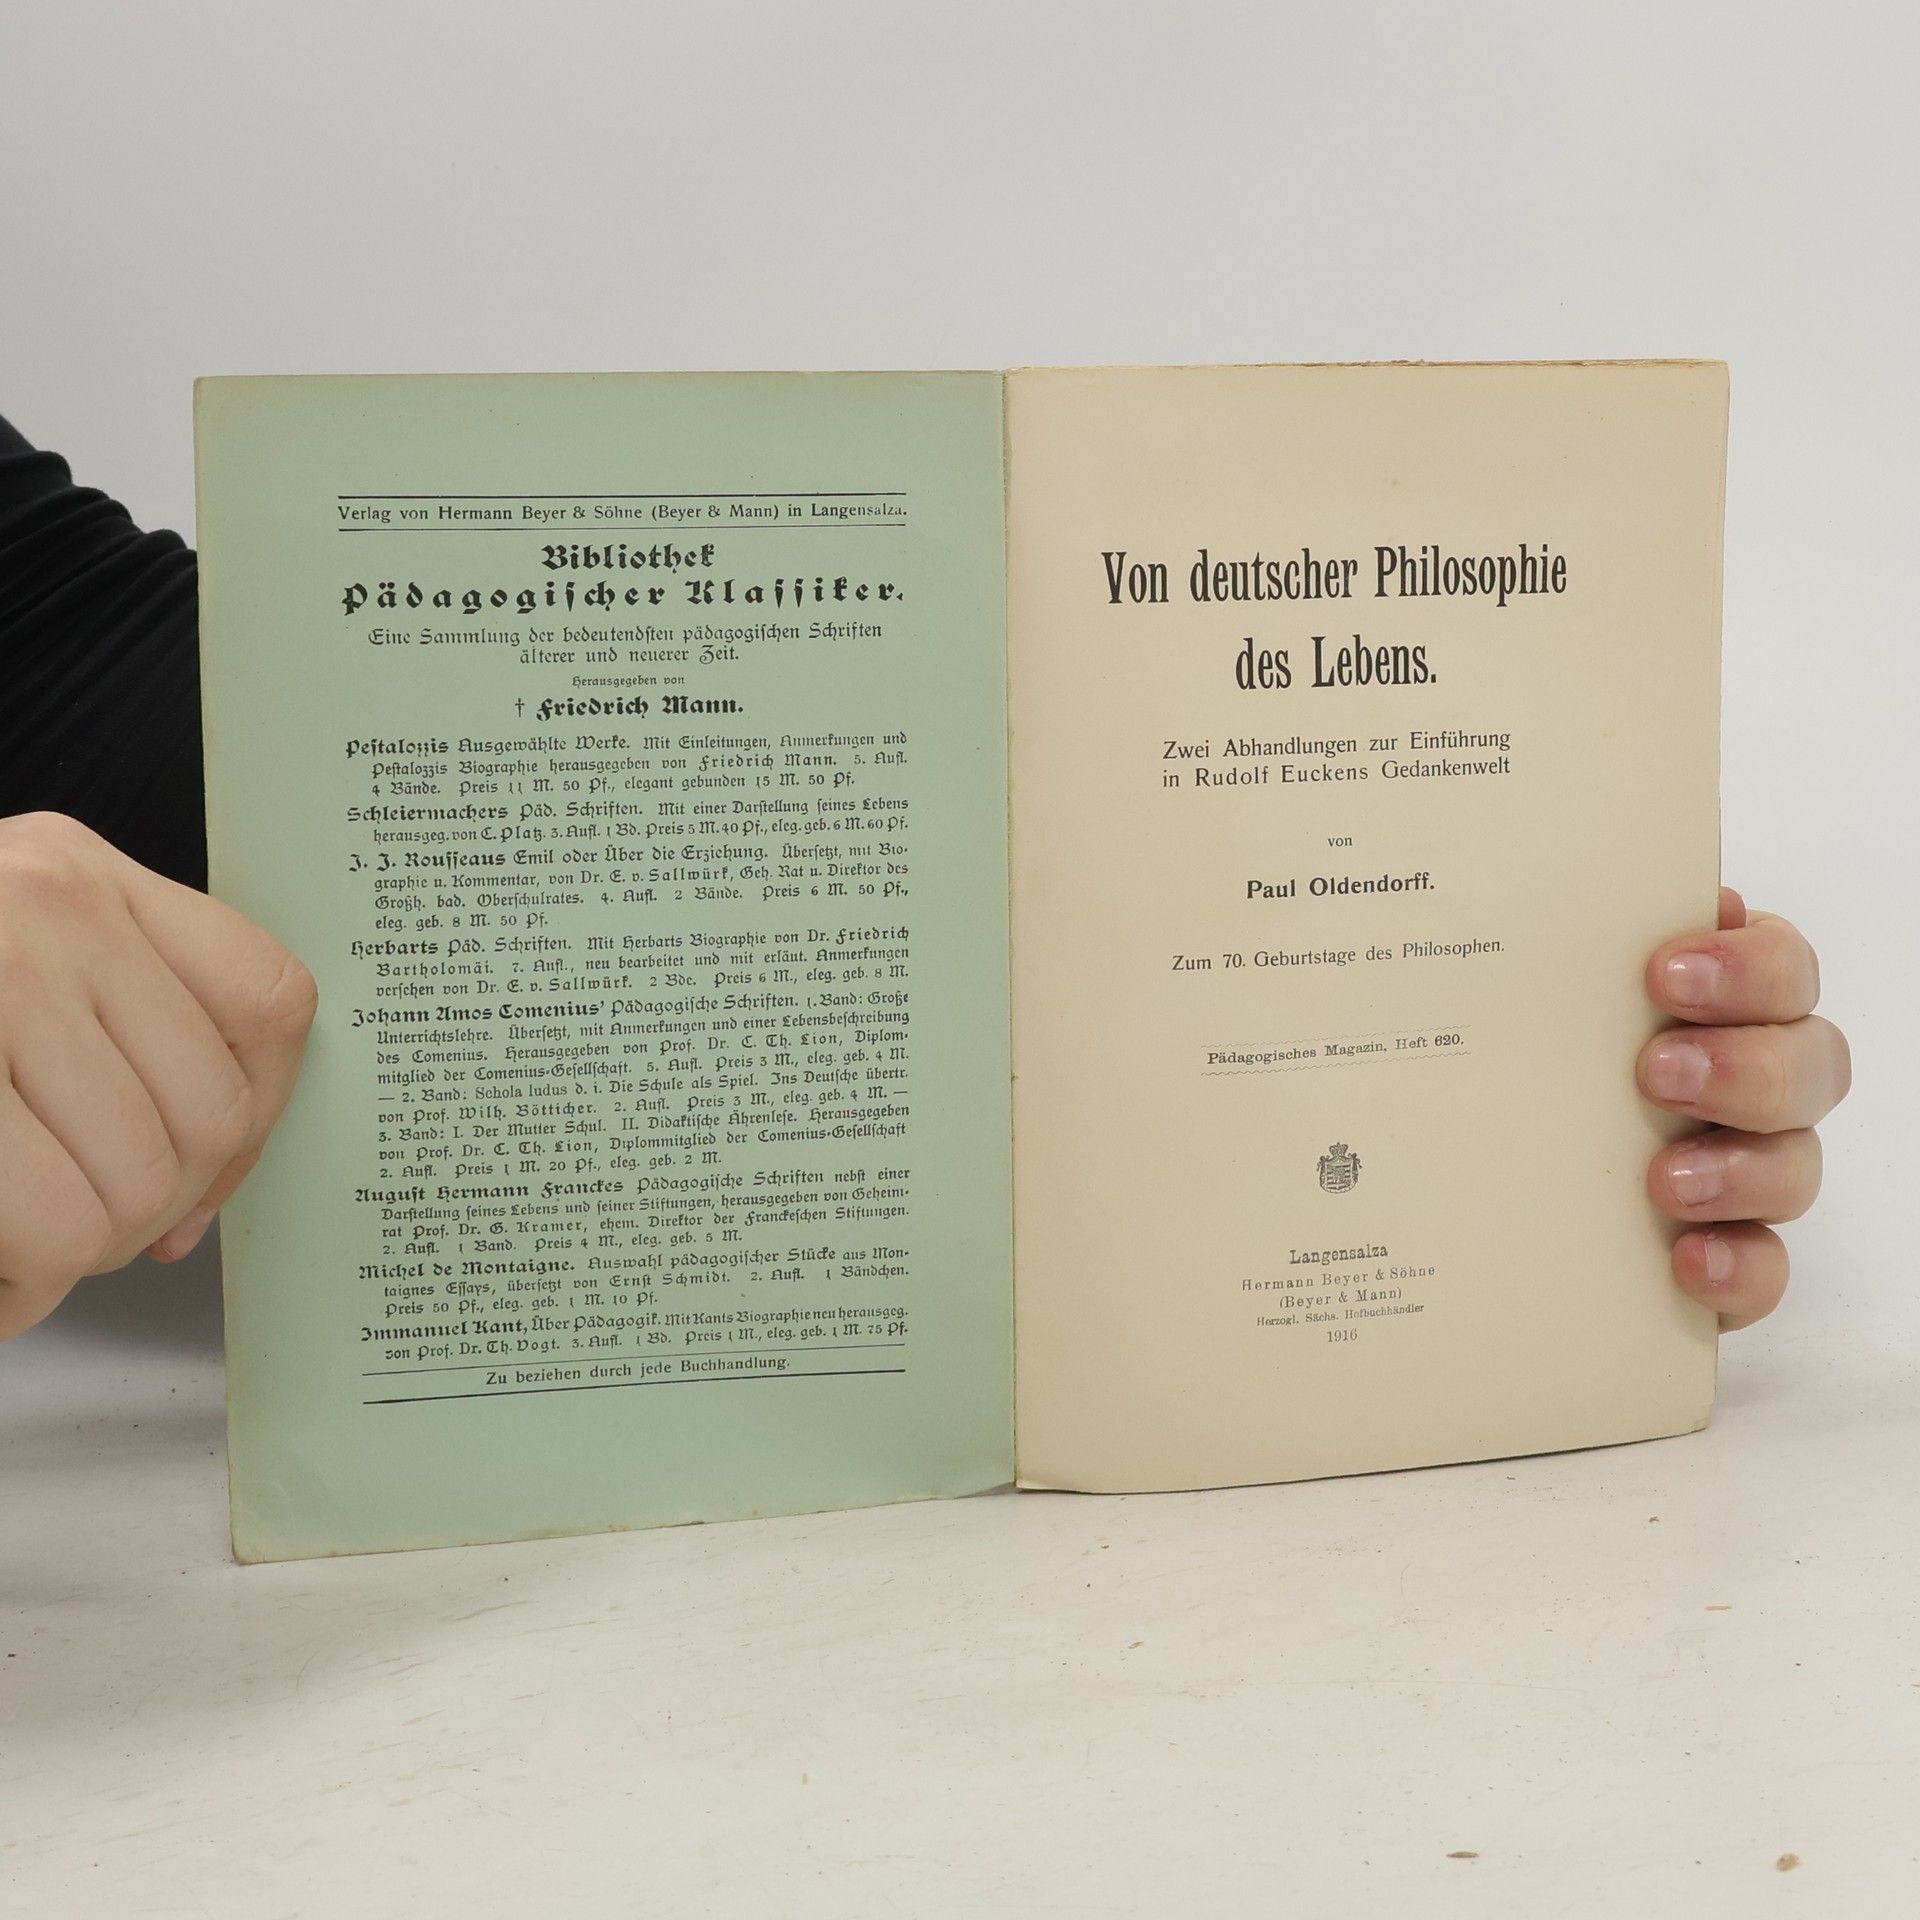 Verlag von Hermann Beyer & Söhne (Beyer & Mann) in Langensalza.
Bibliothek
Pädagogiſcher Klaſſiker.
Eine Sammlung der bedeutendſten pädagogiſchen Schriften
älterer und neuerer Zeit.
Herausgegeben von
† Friedrich Mann.
Peſtalozzis Ausgewählte Werke. Mit Einleitungen, Anmerkungen und
Peſtalozzis Biographie herausgegeben von Friedrich Mann. 5. Aufl.
4 Bände. Preis 11 M. 50 Pf., elegant gebunden 15 M. 50 Pf.
Schleiermachers Päd. Schriften. Mit einer Darſtellung ſeines Lebens
herausgeg. von C. Platz. 3. Aufl. 1 Bd. Preis 5 M. 40 Pf., eleg. geb. 6 M. 60 Pf.
J. J. Rouſſeaus Emil oder Über die Erziehung. Überſetzt, mit Bio-
graphie u. Kommentar, von Dr. E. v. Sallwürk, Geh. Rat u. Direktor des
Großh. bad. Oberſchulrates. 4. Aufl. 2 Bände. Preis 6 M. 50 Pf.,
eleg. geb. 8 M. 50 Pf.
Herbarts Päd. Schriften. Mit Herbarts Biographie von Dr. Friedrich
Bartholomäi. 7. Aufl., neu bearbeitet und mit erläut. Anmerkungen
verſehen von Dr. E. v. Sallwürk. 2 Bde. Preis 6 M., eleg. geb. 8 M.
Johann Amos Comenius' Pädagogiſche Schriften. 1. Band: Große
Unterrichtslehre. Überſetzt, mit Anmerkungen und einer Lebensbeſchreibung
des Comenius. Herausgegeben von Prof. Dr. C. Th. Lion, Diplom-
mitglied der Comenius-Geſellſchaft. 5. Aufl. Preis 3 M., eleg. geb. 4 M.
— 2. Band: Schola ludus d. i. Die Schule als Spiel. Ins Deutſche übertr.
von Prof. Wilh. Bötticher. 2. Aufl. Preis 3 M., eleg. geb. 4 M. —
3. Band: I. Der Mutter Schul. II. Didaktiſche Ährenleſe. Herausgegeben
von Prof. Dr. C. Th. Lion, Diplommitglied der Comenius-Geſellſchaft
2. Aufl. Preis 1 M. 20 Pf., eleg. geb. 2 M.
Auguſt Hermann Franckes Pädagogiſche Schriften nebſt einer
Darſtellung ſeines Lebens und ſeiner Stiftungen, herausgegeben von Geheim-
rat Prof. Dr. G. Kramer, ehem. Direktor der Franckeſchen Stiftungen.
2. Aufl. 1 Band. Preis 4 M., eleg. geb. 5 M.
Michel de Montaigne. Auswahl pädagogiſcher Stücke aus Mon-
taignes Eſſays, überſetzt von Ernſt Schmidt. 2. Aufl. 1 Bändchen.
Preis 50 Pf., eleg. geb. 1 M. 10 Pf.
Immanuel Kant, Über Pädagogik. Mit Kants Biographie neu herausgeg.
von Prof. Dr. Th. Vogt. 3. Aufl. 1 Bd. Preis 1 M., eleg. geb. 1 M. 75 Pf.
Zu beziehen durch jede Buchhandlung.
Von deutscher Philosophie
des Lebens.
Zwei Abhandlungen zur Einführung
in Rudolf Euckens Gedankenwelt
von
Paul Oldendorff.
Zum 70. Geburtstage des Philosophen.
Pädagogisches Magazin, Heft 620.
Langensalza
Hermann Beyer & Söhne
(Beyer & Mann)
Herzogl. Sächs. Hofbuchhändler
1916